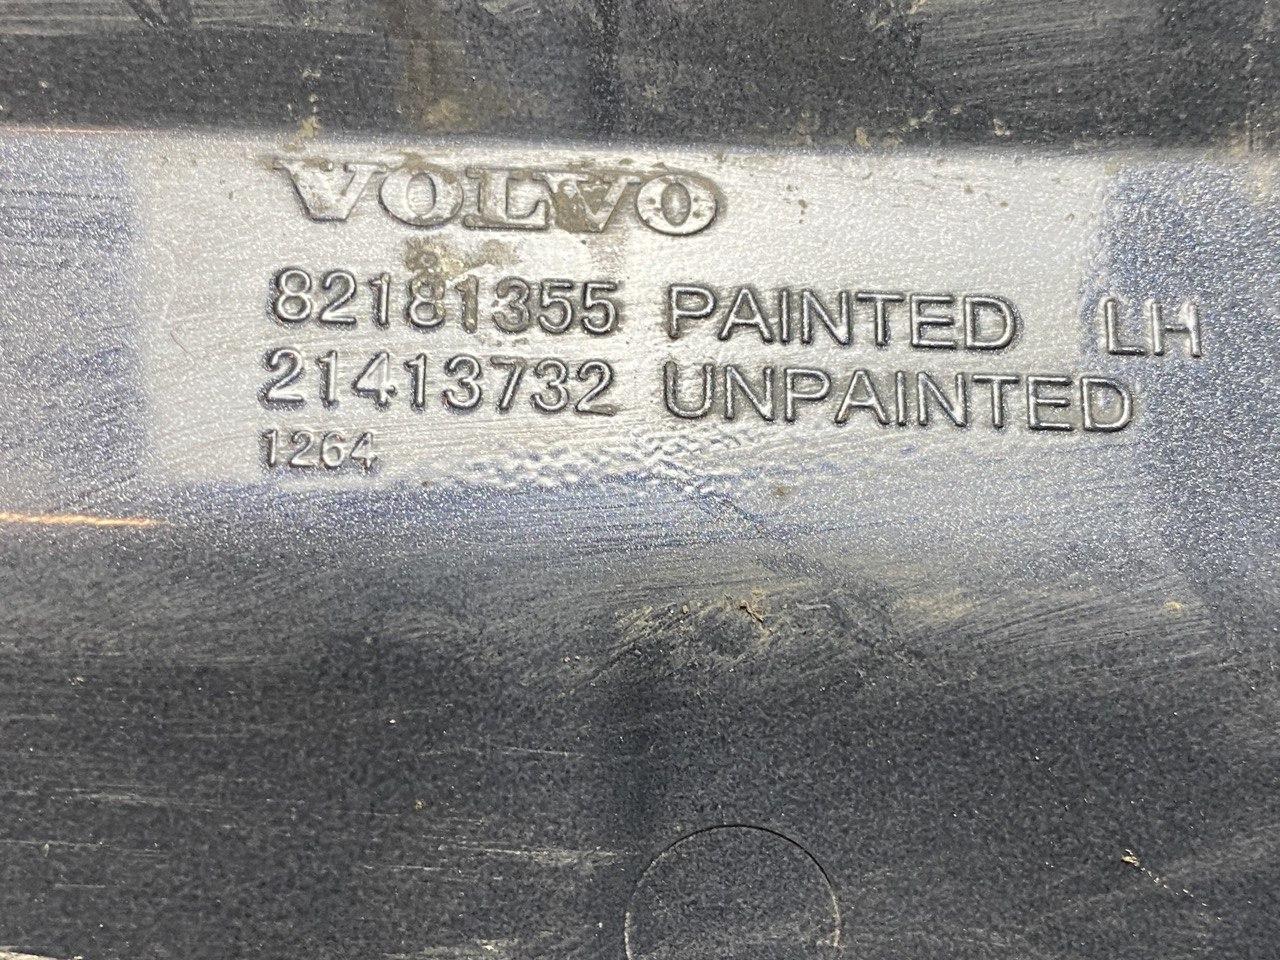 VOLVO
82181355 PAINTED LH
21413732 UNPAINTED
1264